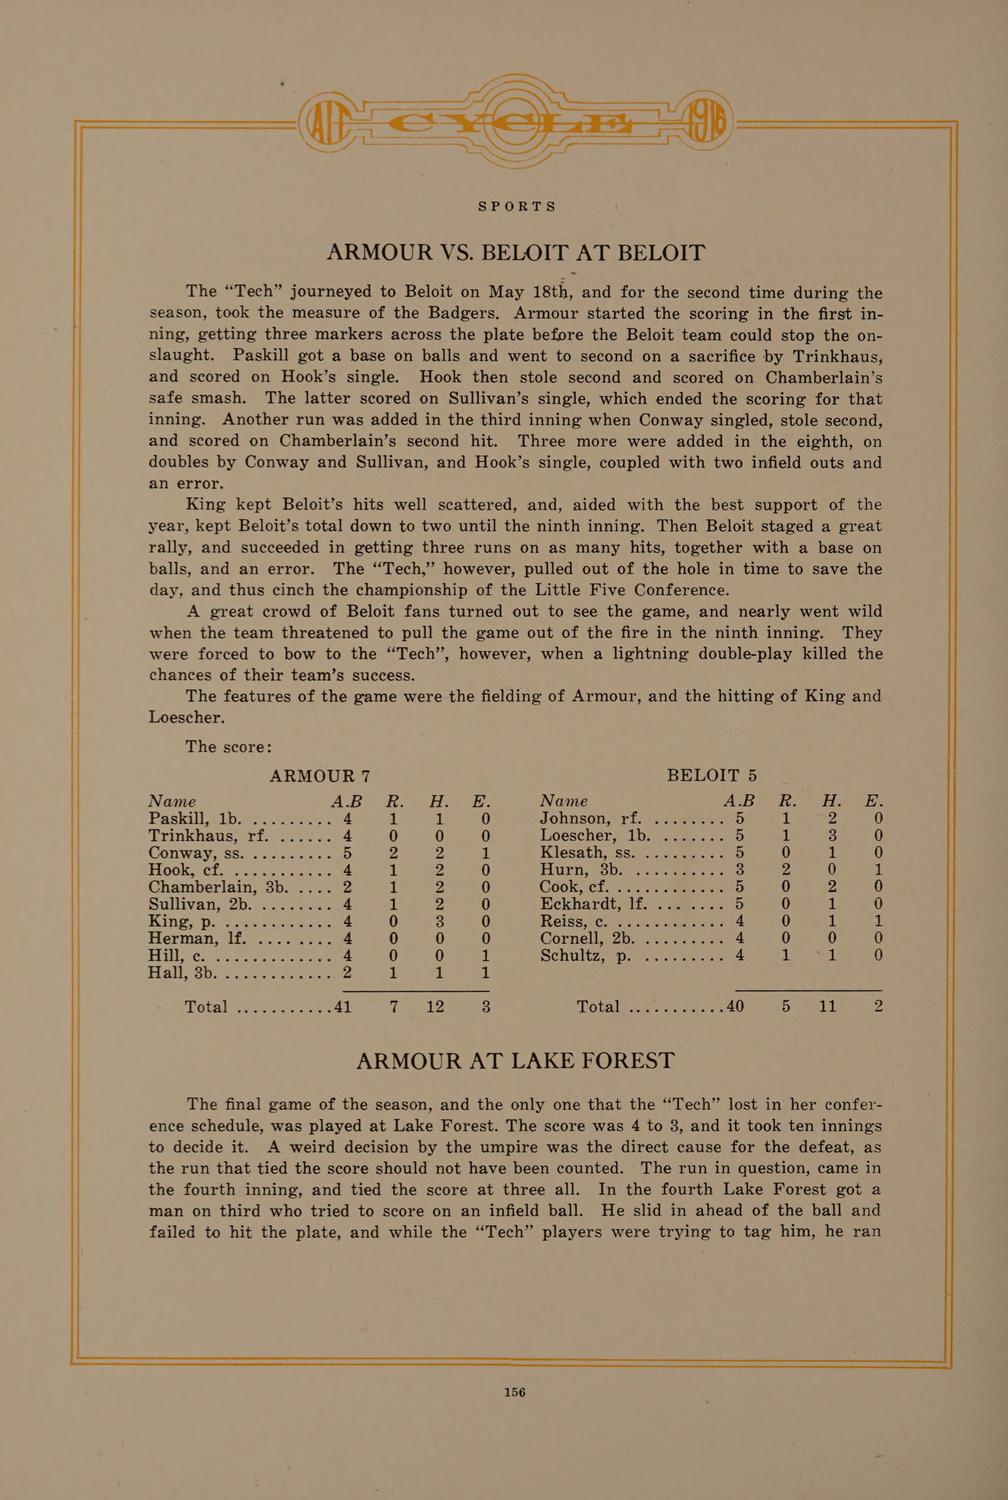 AIT CYCLE 1916
SPORTS
ARMOUR VS. BELOIT AT BELOIT
The “Tech” journeyed to Beloit on May 18th, and for the second time during the
season, took the measure of the Badgers. Armour started the scoring in the first in-
ning, getting three markers across the plate before the Beloit team could stop the on-
slaught. Paskill got a base on balls and went to second on a sacrifice by Trinkhaus,
and scored on Hook’s single. Hook then stole second and scored on Chamberlain’s
safe smash. The latter scored on Sullivan’s single, which ended the scoring for that
inning. Another run was added in the third inning when Conway singled, stole second,
and scored on Chamberlain’s second hit. Three more were added in the eighth, on
doubles by Conway and Sullivan, and Hook’s single, coupled with two infield outs and
an error.
King kept Beloit’s hits well scattered, and, aided with the best support of the
year, kept Beloit’s total down to two until the ninth inning. Then Beloit staged a great
rally, and succeeded in getting three runs on as many hits, together with a base on
balls, and an error. The “Tech,” however, pulled out of the hole in time to save the
day, and thus cinch the championship of the Little Five Conference.
A great crowd of Beloit fans turned out to see the game, and nearly went wild
when the team threatened to pull the game out of the fire in the ninth inning. They
were forced to bow to the “Tech”, however, when a lightning double-play killed the
chances of their team’s success.
The features of the game were the fielding of Armour, and the hitting of King and
Loescher.
The score:
ARMOUR 7
Name A.B R. H. E.
Paskill, 1b. .......... 4 1 1 0
Trinkhaus, rf. ....... 4 0 0 0
Conway, ss. .......... 5 2 2 1
Hook, cf. ............ 4 1 2 0
Chamberlain, 3b. .... 2 1 2 0
Sullivan, 2b. ......... 4 1 2 0
King, p. ............. 4 0 3 0
Herman, lf. .......... 4 0 0 0
Hill, c. .............. 4 0 0 1
Hall, 3b. ............. 2 1 1 1
Total ............41 7 12 3
BELOIT 5
Name A.B R. H. E.
Johnson, rf. ......... 5 1 2 0
Loescher, 1b. ........ 5 1 3 0
Klesath, ss. .......... 5 0 1 0
Hurn, 3b. ........... 3 2 0 1
Cook, cf. ............. 5 0 2 0
Eckhardt, lf. ......... 5 0 1 0
Reiss, c. ............. 4 0 1 1
Cornell, 2b. .......... 4 0 0 0
Schultz, p. .......... 4 1 1 0
Total ............40 5 11 2
ARMOUR AT LAKE FOREST
The final game of the season, and the only one that the “Tech” lost in her confer-
ence schedule, was played at Lake Forest. The score was 4 to 3, and it took ten innings
to decide it. A weird decision by the umpire was the direct cause for the defeat, as
the run that tied the score should not have been counted. The run in question, came in
the fourth inning, and tied the score at three all. In the fourth Lake Forest got a
man on third who tried to score on an infield ball. He slid in ahead of the ball and
failed to hit the plate, and while the “Tech” players were trying to tag him, he ran
156